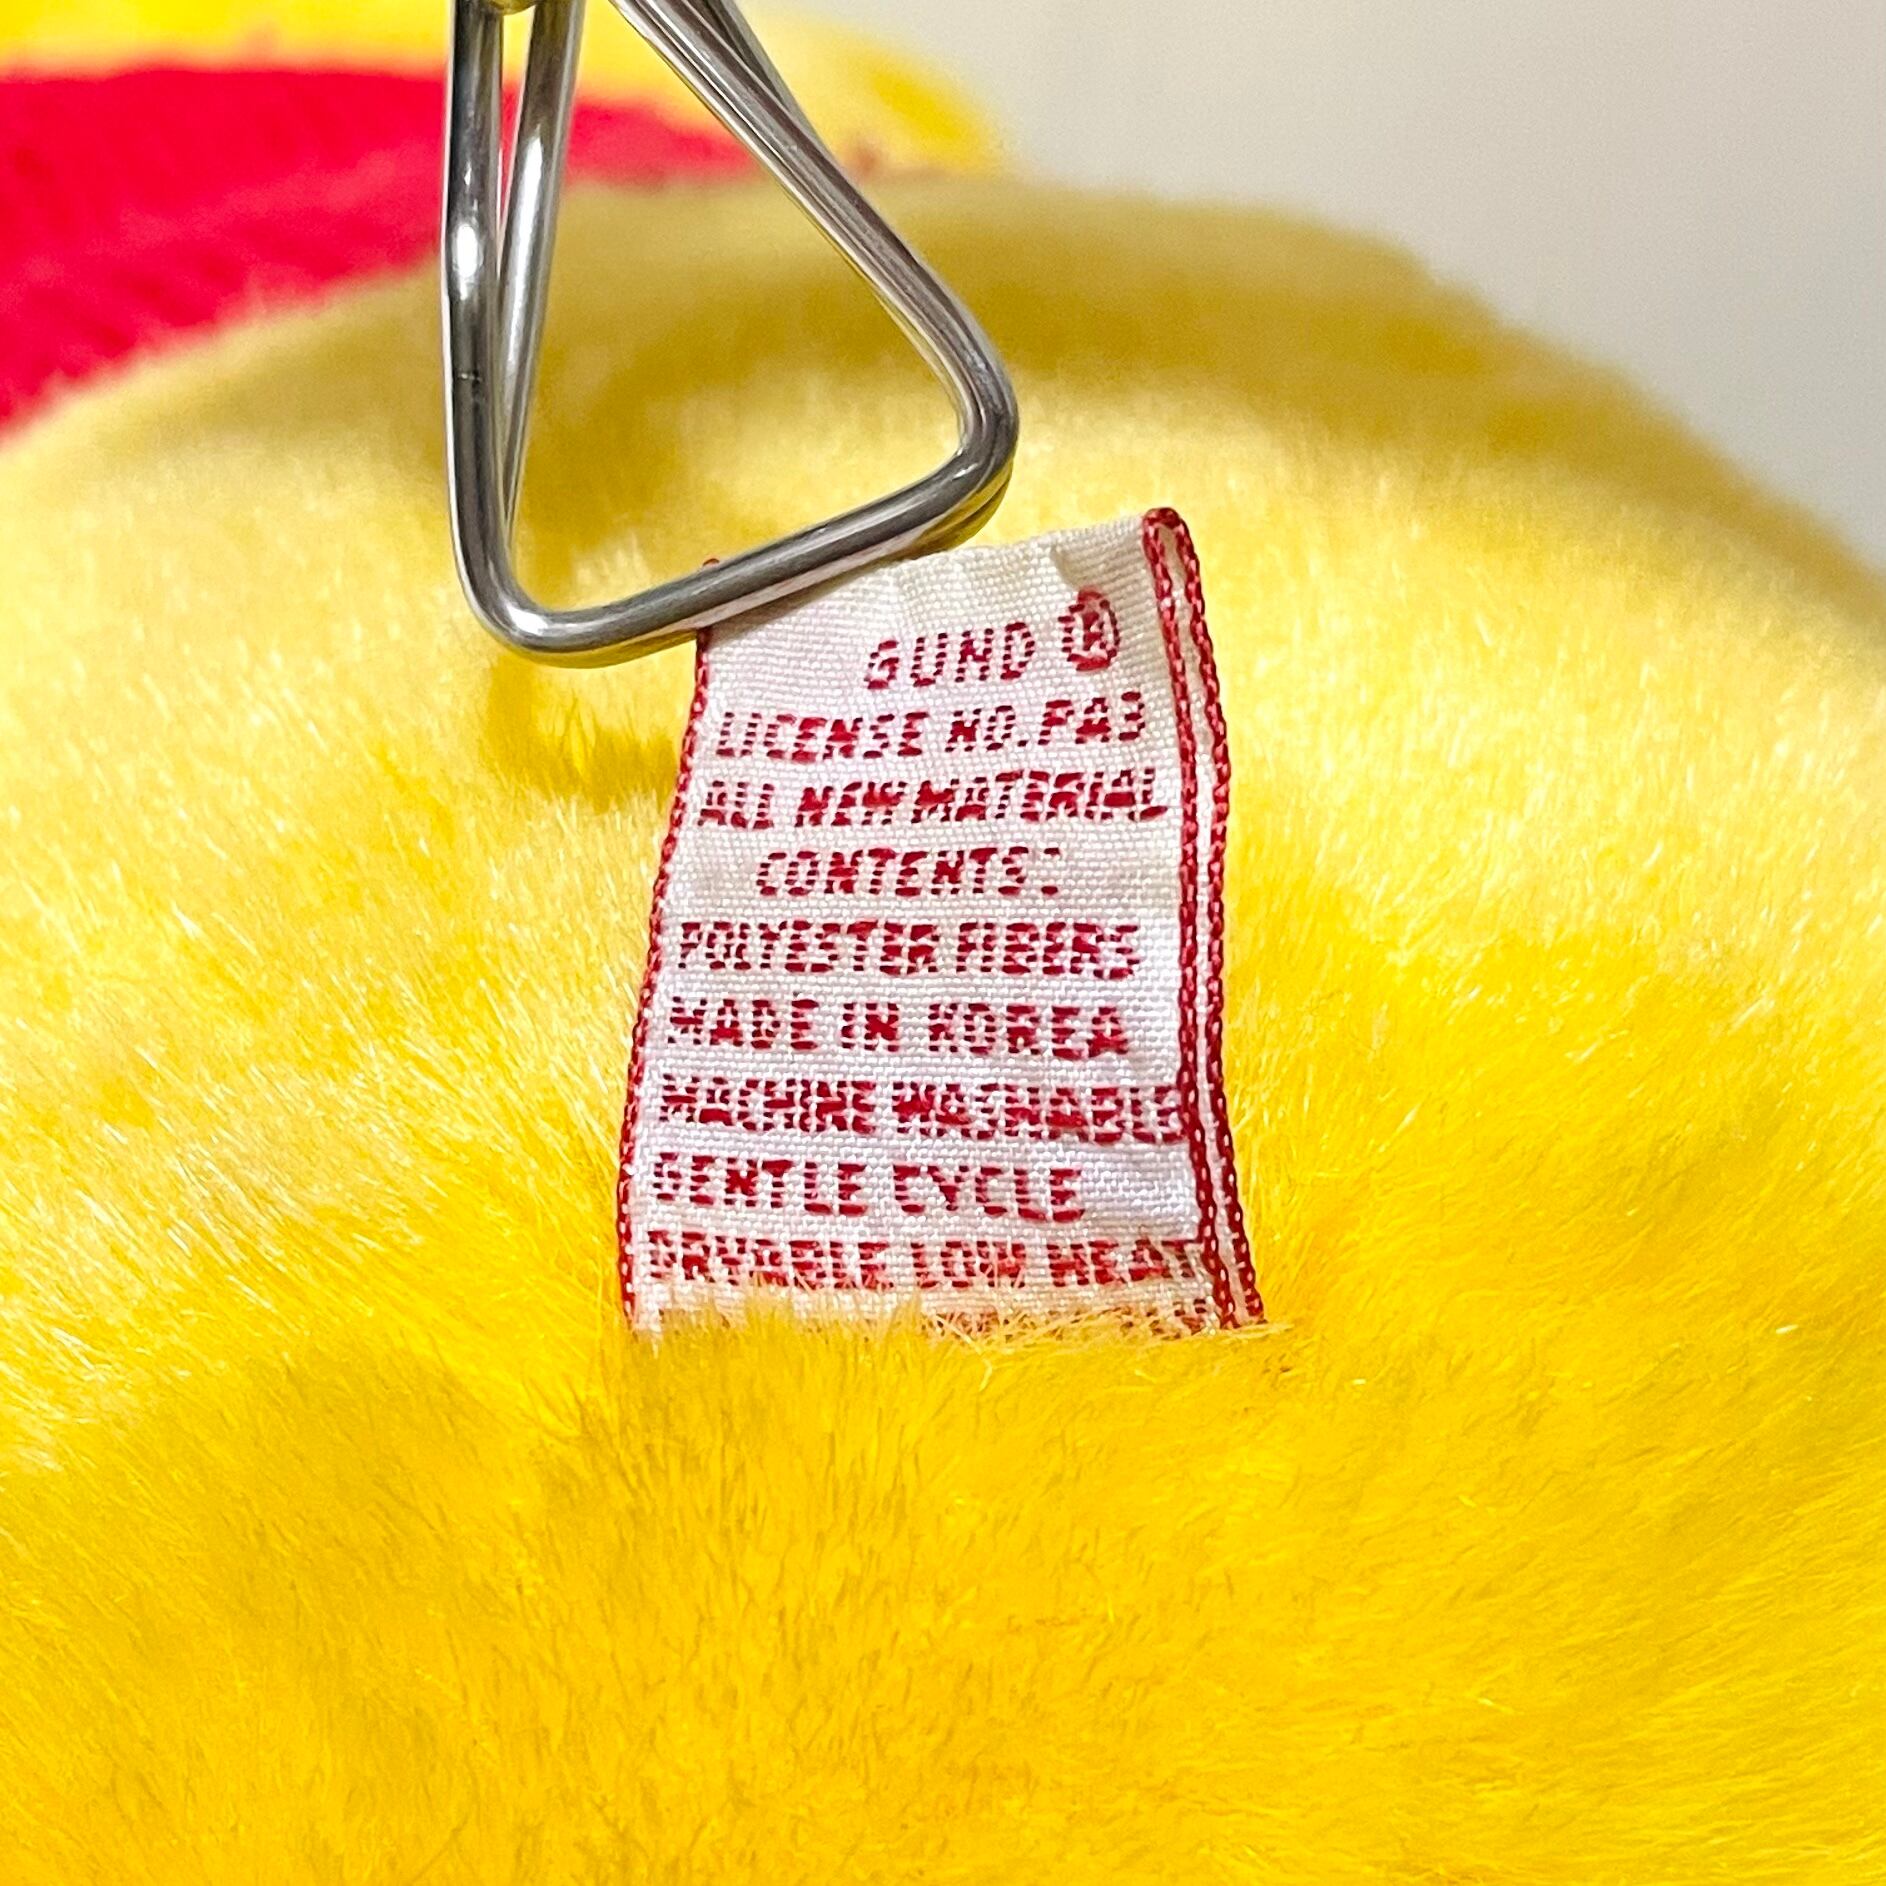 GUND ®
LICENSE NO. PA3
ALL NEW MATERIAL
CONTENTS:
POLYESTER FIBERS
MADE IN KOREA
MACHINE WASHABLE
GENTLE CYCLE
DRYABLE LOW HEAT